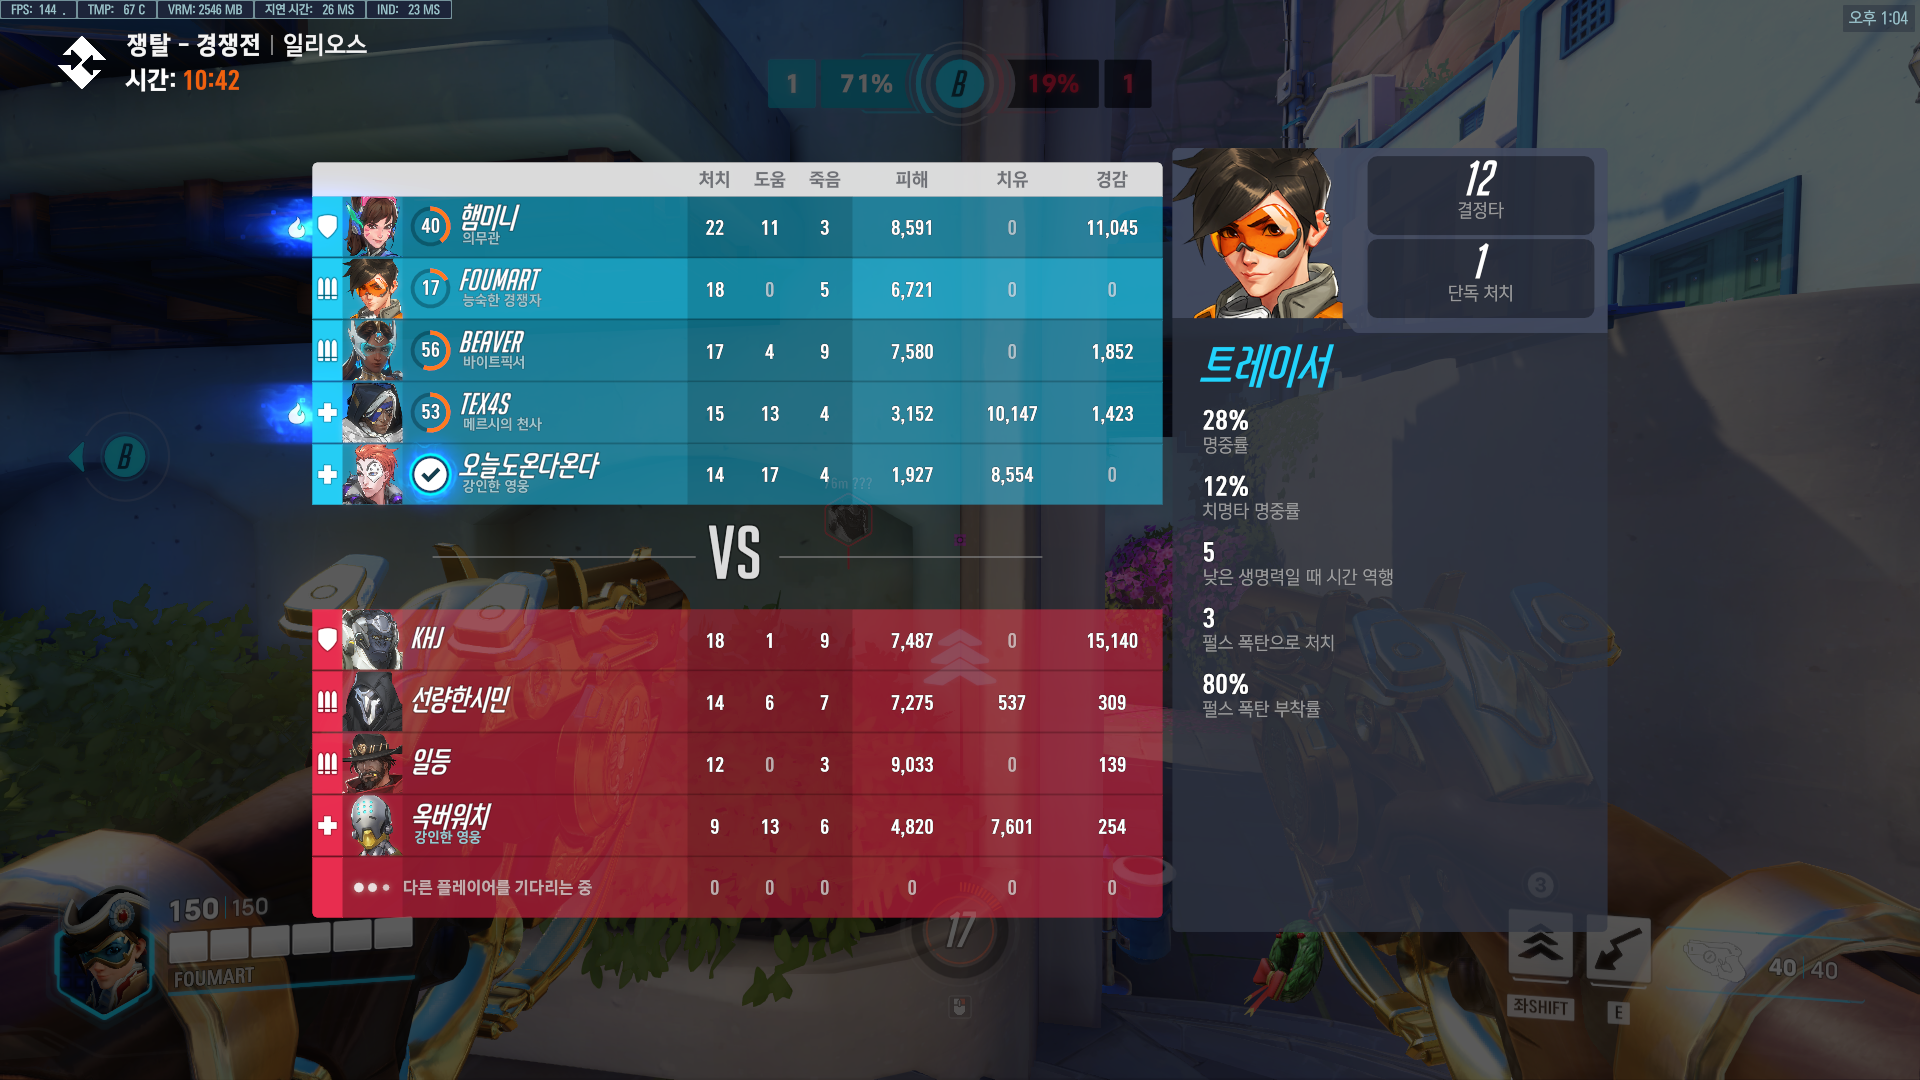 FPS: 144 . TMP: 67 C VRM: 2546 MB 지연 시간: 26 MS IND: 23 MS
오후 1:04
쟁탈 - 경쟁전 | 일리오스
시간: 10:42
1 71% B 19% 1
처치 도움 죽음 피해 치유 경감
40 햄미니 22 11 3 8,591 0 11,045
의무관
17 FOUMART 18 0 5 6,721 0 0
능숙한 경쟁자
56 BEAVER 17 4 9 7,580 0 1,852
바이트픽서
53 TEX4S 15 13 4 3,152 10,147 1,423
메르시의 천사
오늘도온다온다 14 17 4 1,927 8,554 0
강인한 영웅
B
VS
KHJ 18 1 9 7,487 0 15,140
선량한시민 14 6 7 7,275 537 309
일등 12 0 3 9,033 0 139
옥버워치 9 13 6 4,820 7,601 254
강인한 영웅
다른 플레이어를 기다리는 중 0 0 0 0 0 0
12
결정타
1
단독 처치
트레이서
28%
명중률
12%
치명타 명중률
5
낮은 생명력일 때 시간 역행
3
펄스 폭탄으로 처치
80%
펄스 폭탄 부착률
150 | 150
FOUMART
17
3
좌SHIFT E
40 | 40